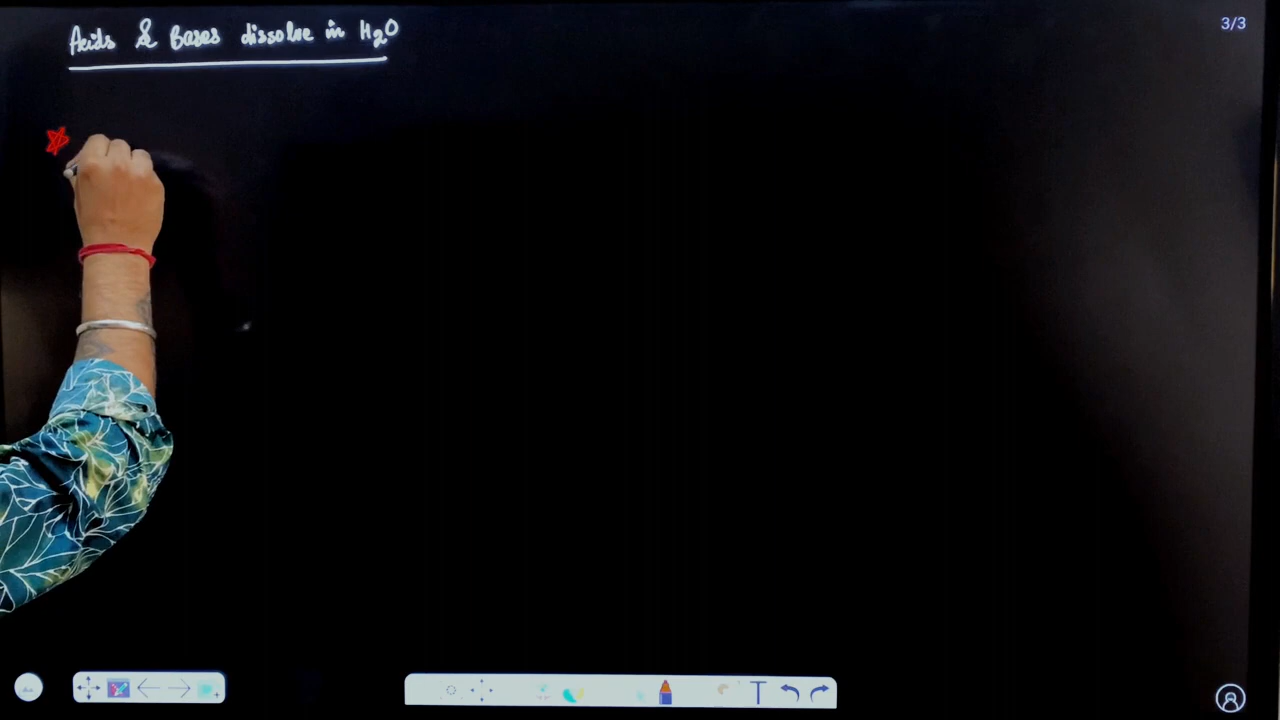 Acids & Bases dissolve in H₂O
3/3
T